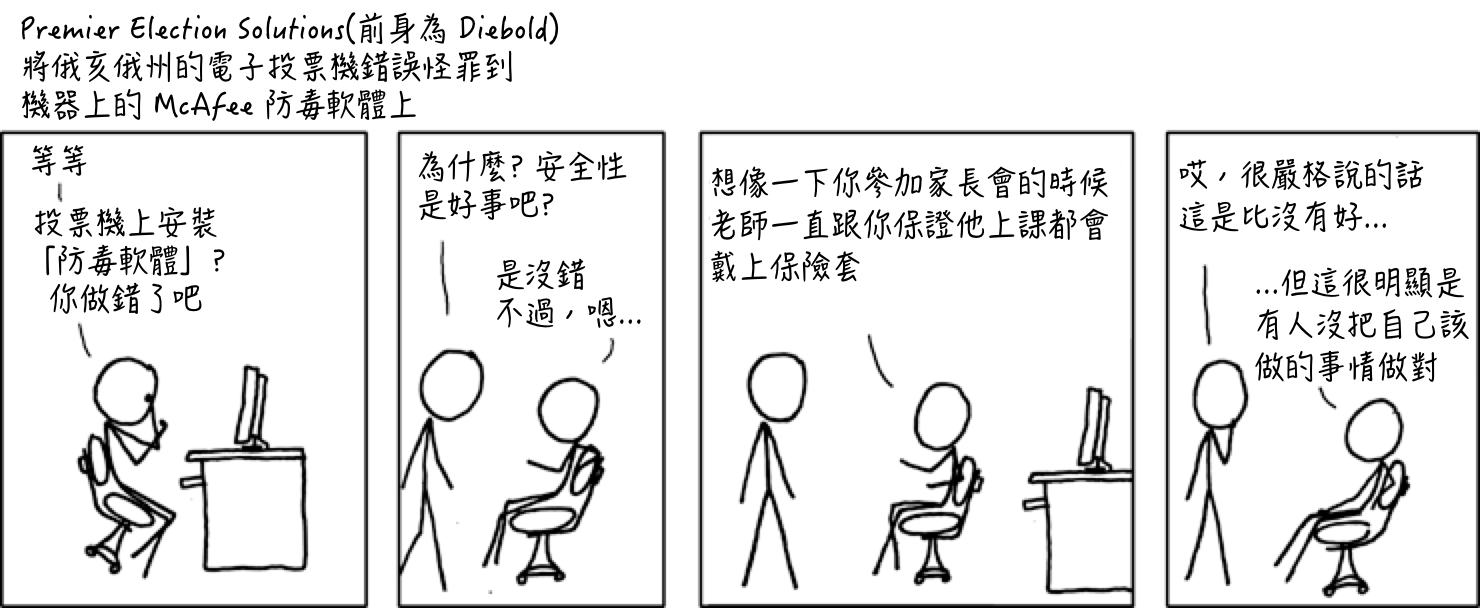 Premier Election Solutions(前身為 Diebold)
將俄亥俄州的電子投票機錯誤怪罪到
機器上的 McAfee 防毒軟體上
等等
投票機上安裝
「防毒軟體」?
你做錯了吧
為什麼? 安全性
是好事吧?
是沒錯
不過,嗯...
想像一下你參加家長會的時候
老師一直跟你保證他上課都會
戴上保險套
哎,很嚴格說的話
這是比沒有好...
...但這很明顯是
有人沒把自己該
做的事情做對